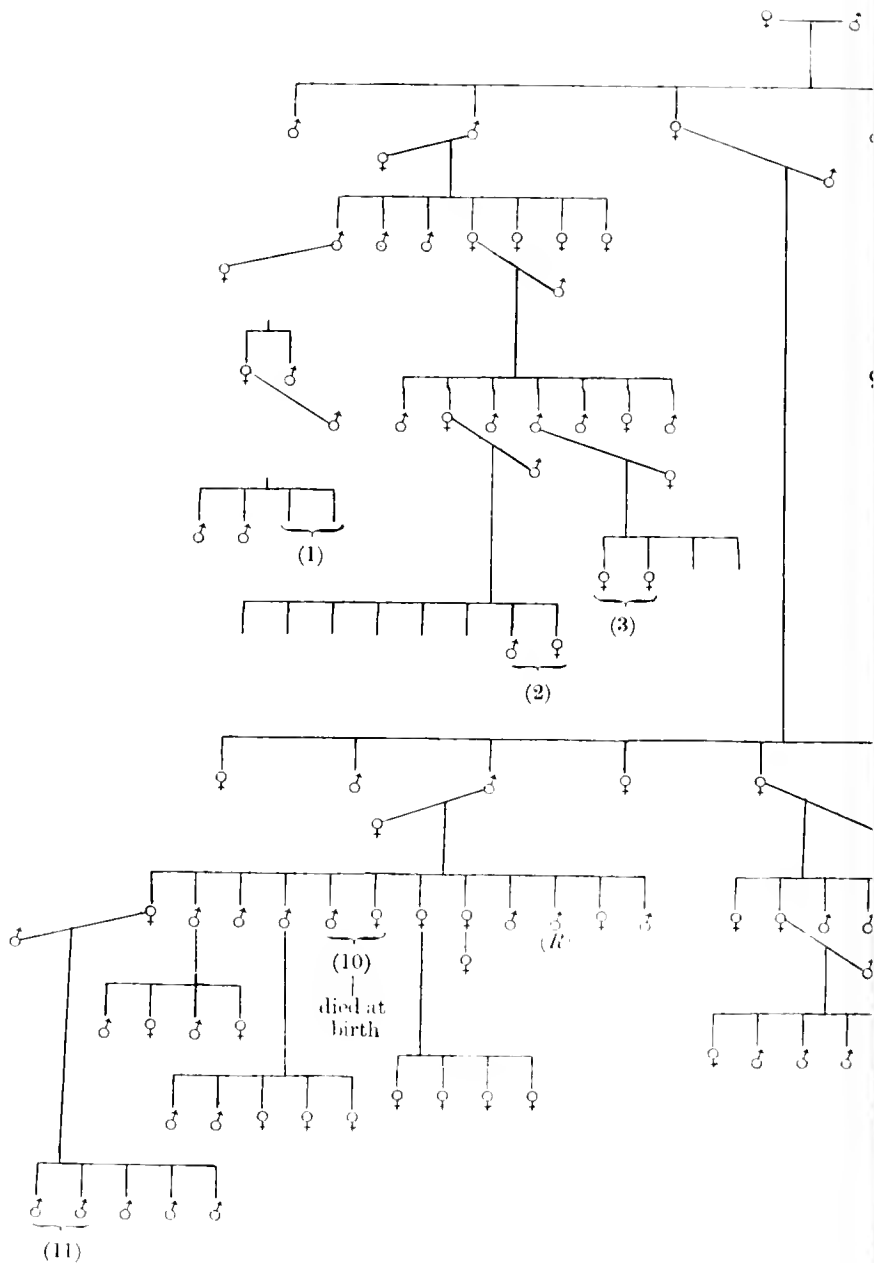 (1)
(3)
(2)
(R)
(10)
died at
birth
(11)